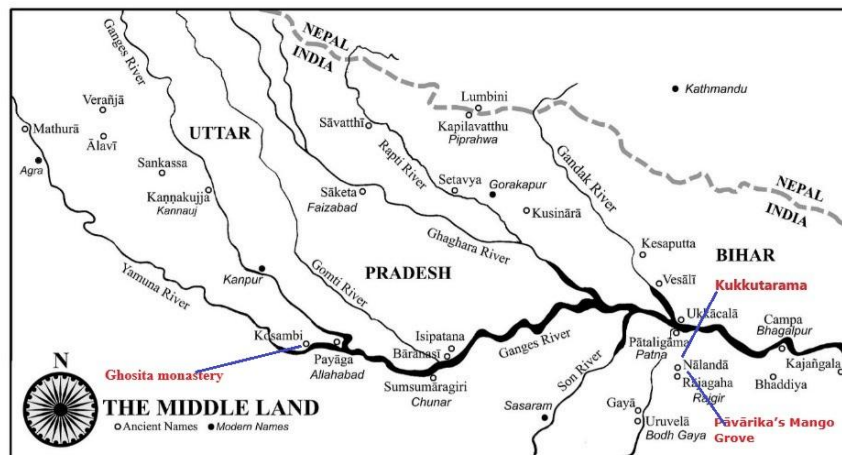 Ganges River
NEPAL
INDIA
Kathmandu
Verañjā
Mathurā
Āḷavī
Agra
UTTAR
Sāvatthī
Lumbini
Kapilavatthu
Piprahwa
Rapti River
Gandak River
Sankassa
Kaṇṇakujja
Kannauj
Sāketa
Faizabad
Setavya
Gorakapur
Kusinārā
NEPAL
INDIA
Ghaghara River
Kesaputta
BIHAR
Yamuna River
Kanpur
Gomti River
PRADESH
Vesālī
Kukkutarama
Ukkācalā
Kosambi
Payāga
Allahabad
Isipatana
Bārāṇasī
Ganges River
Pātaligāma
Patna
Campa
Bhagalpur
Ghosita monastery
Sumsumāragiri
Chunar
Son River
Nālandā
Rājagaha
Rajgir
Kajaṅgala
Bhaddiya
N
THE MIDDLE LAND
Ancient Names
Modern Names
Sasaram
Gayā
Uruvelā
Bodh Gaya
Pāvārika's Mango
Grove